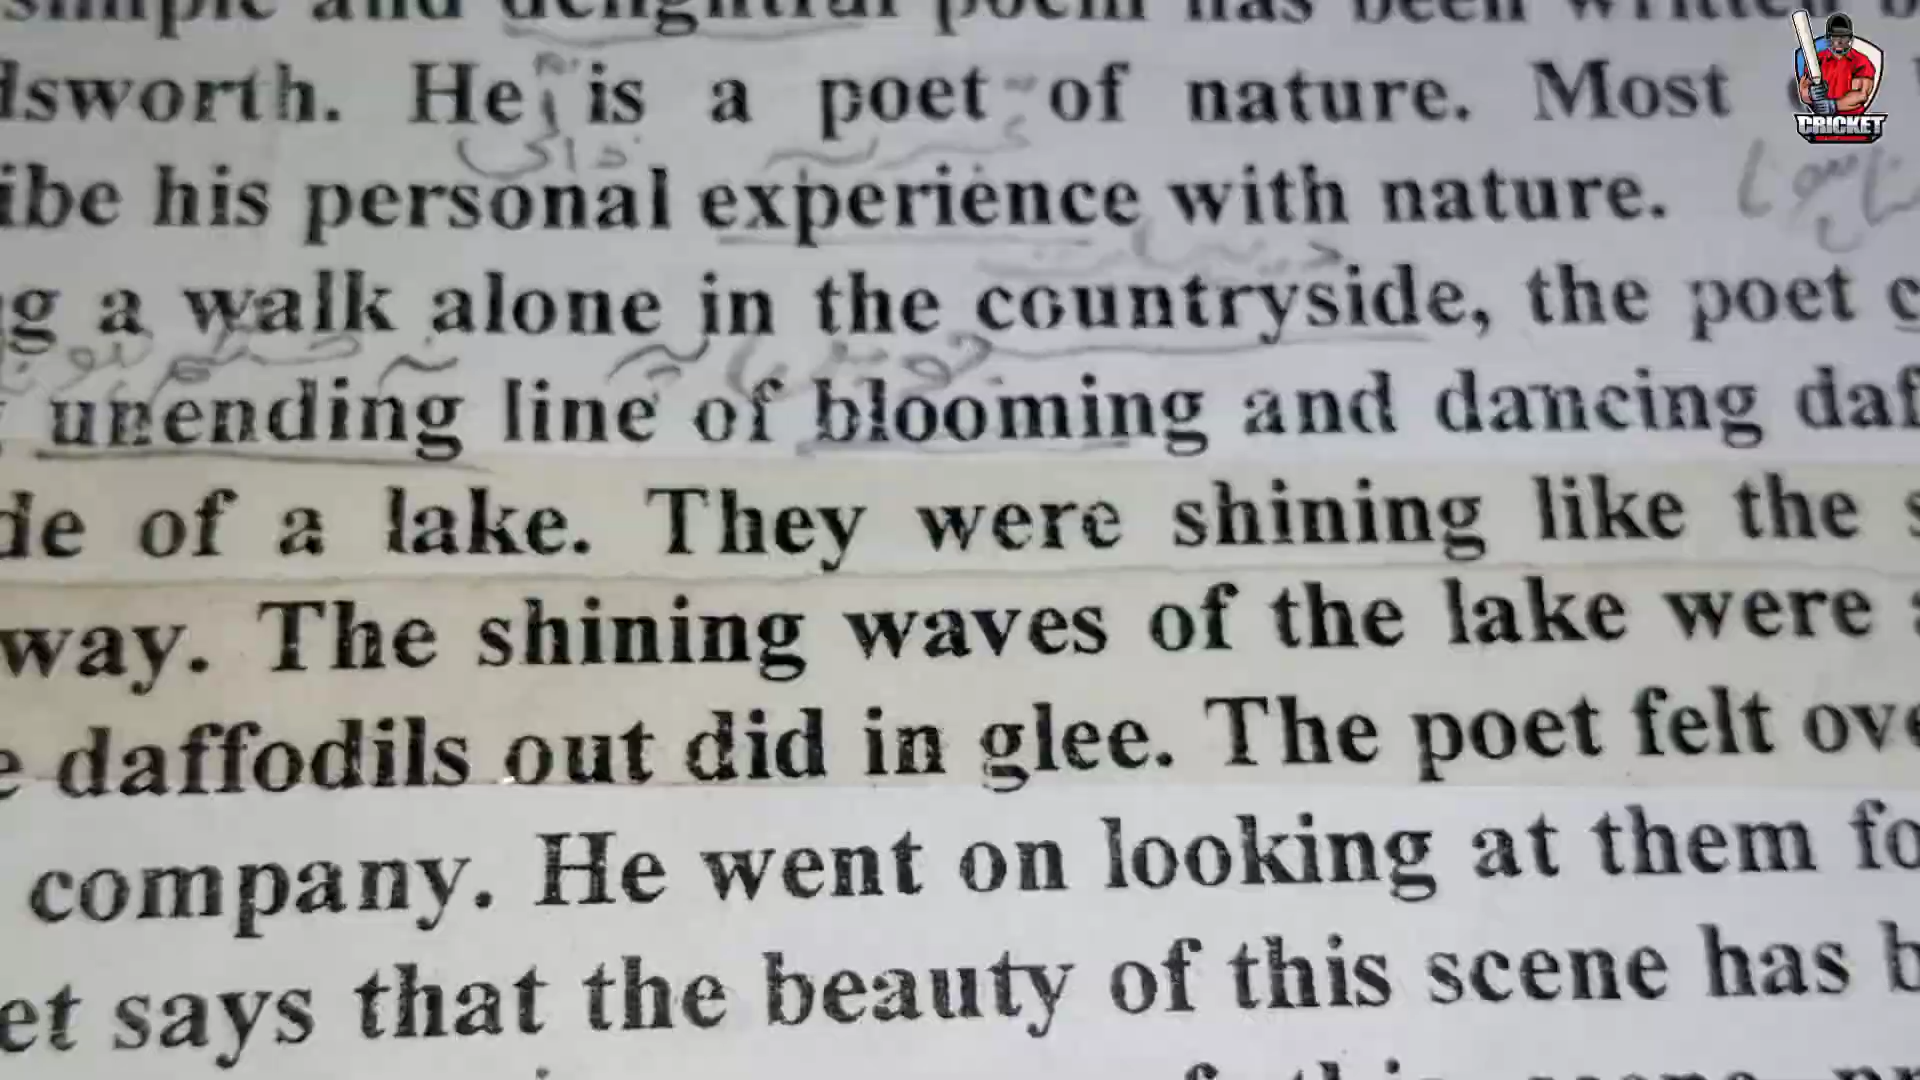 simple and delightful poem has been written
dsworth. He is a poet of nature. Most
ibe his personal experience with nature.
g a walk alone in the countryside, the poet c
unending line of blooming and dancing daf
de of a lake. They were shining like the s
way. The shining waves of the lake were
e daffodils out did in glee. The poet felt ove
company. He went on looking at them fo
et says that the beauty of this scene has b
CRICKET